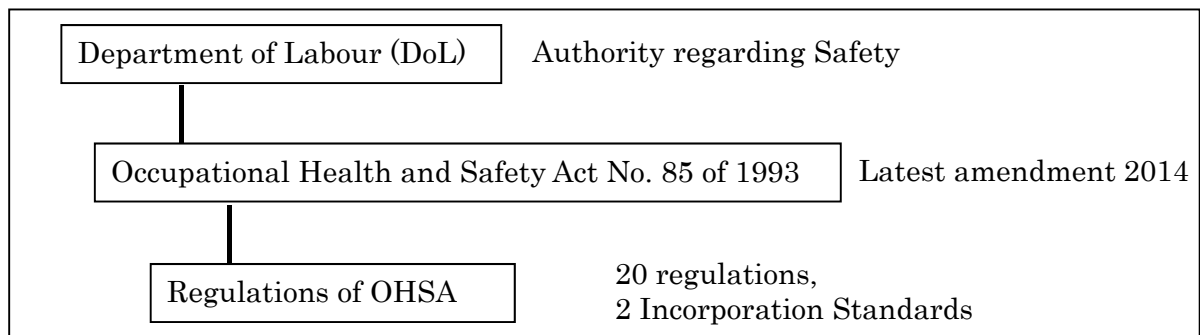 Department of Labour (DoL) Authority regarding Safety
Occupational Health and Safety Act No. 85 of 1993 Latest amendment 2014
Regulations of OHSA
20 regulations,
2 Incorporation Standards